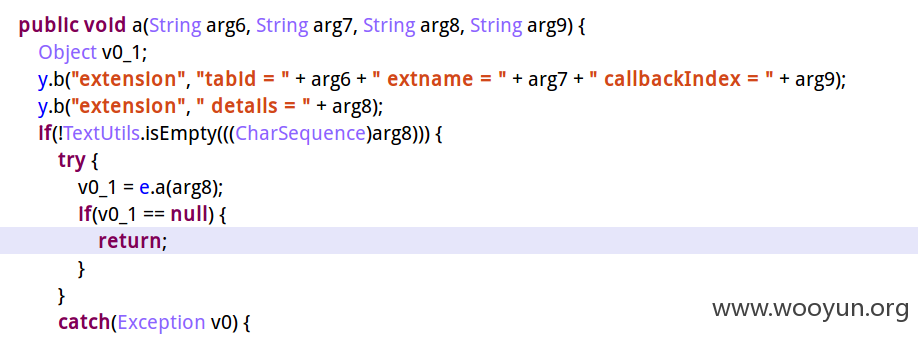 public void a(String arg6, String arg7, String arg8, String arg9) {
Object v0_1;
y.b("extension", "tabId = " + arg6 + " extname = " + arg7 + " callbackIndex = " + arg9);
y.b("extension", " details = " + arg8);
if(!TextUtils.isEmpty(((CharSequence)arg8))) {
try {
v0_1 = e.a(arg8);
if(v0_1 == null) {
return;
}
}
catch(Exception v0) {
www.wooyun.org